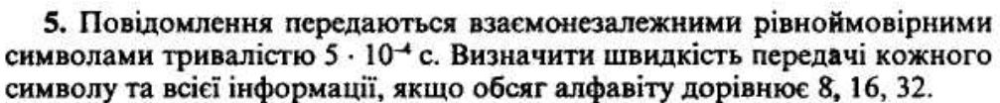 5. Повідомлення передаються взаємонезалежними рівноймовірними
символами тривалістю 5 · 10⁻⁴ с. Визначити швидкість передачі кожного
символу та всієї інформації, якщо обсяг алфавіту дорівнює 8, 16, 32.